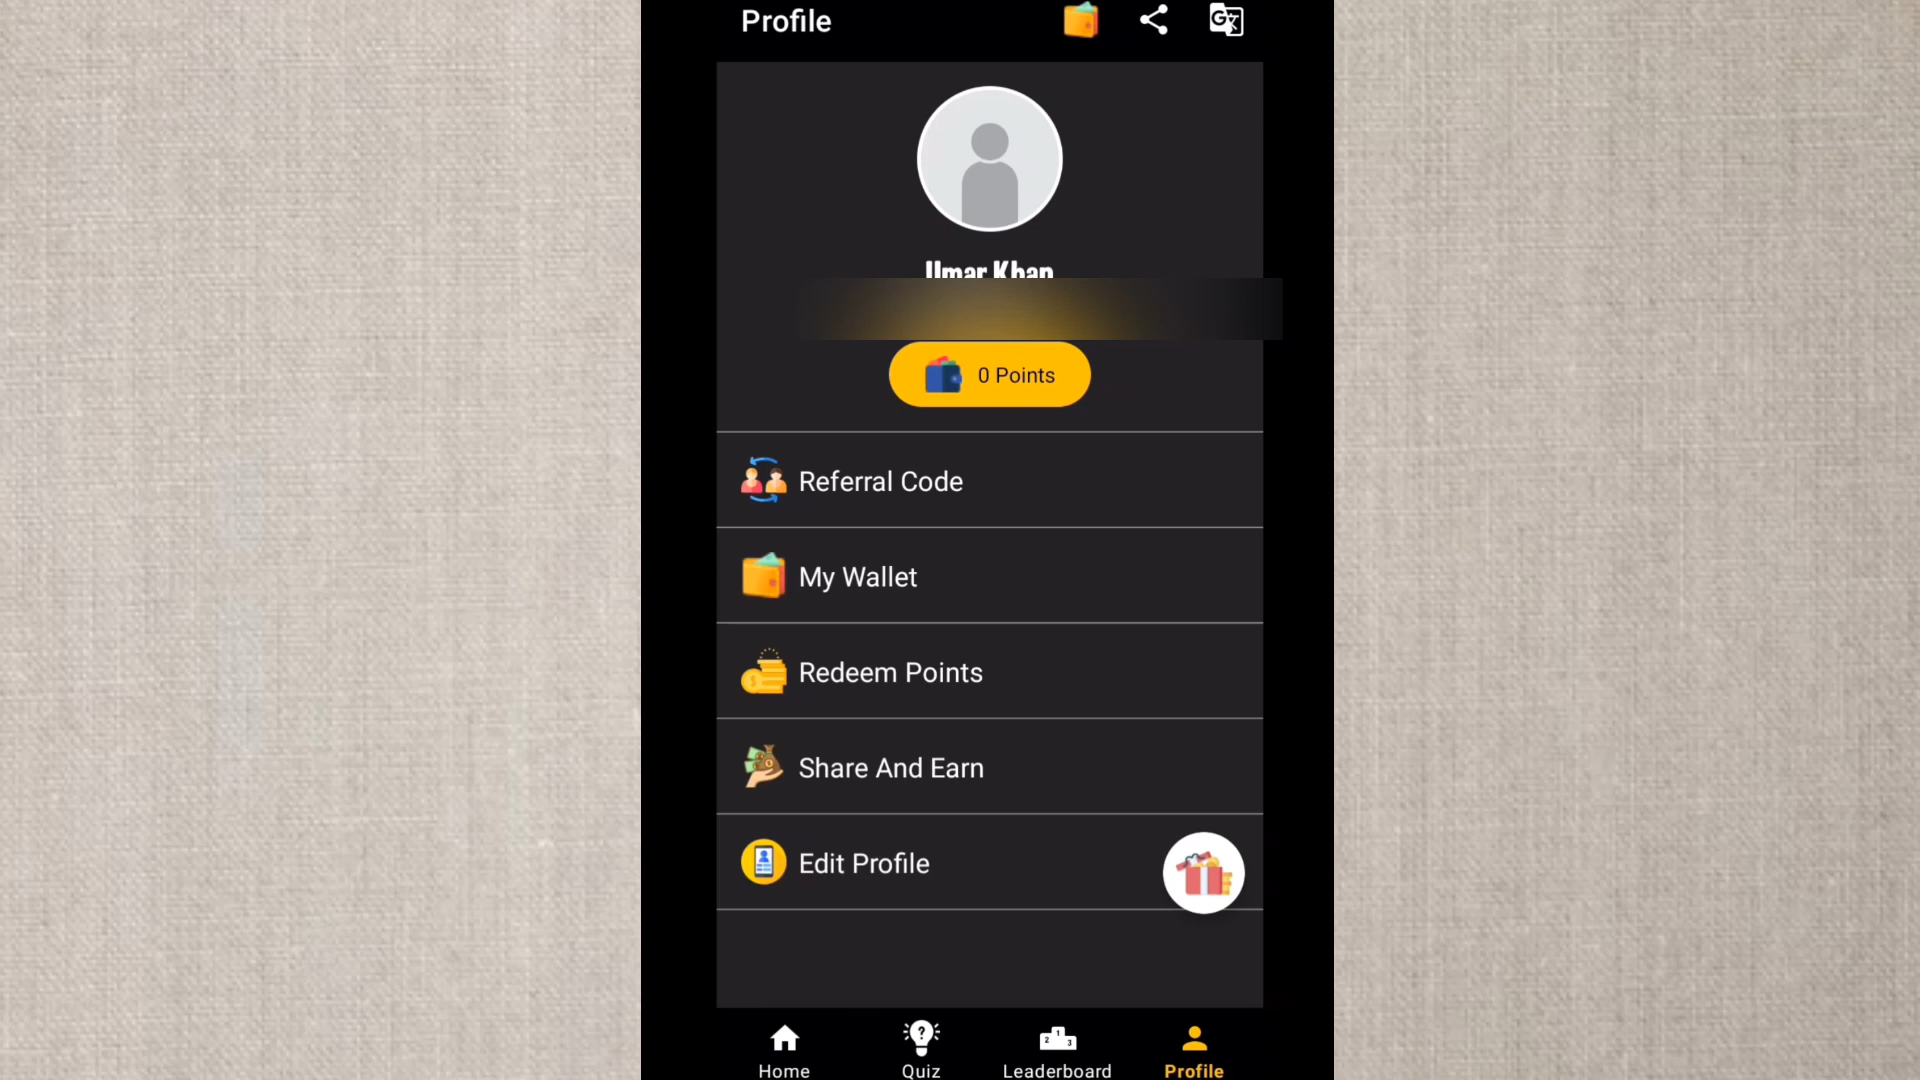 Profile
Umar Khan
0 Points
Referral Code
My Wallet
Redeem Points
Share And Earn
Edit Profile
Home
Quiz
Leaderboard
Profile